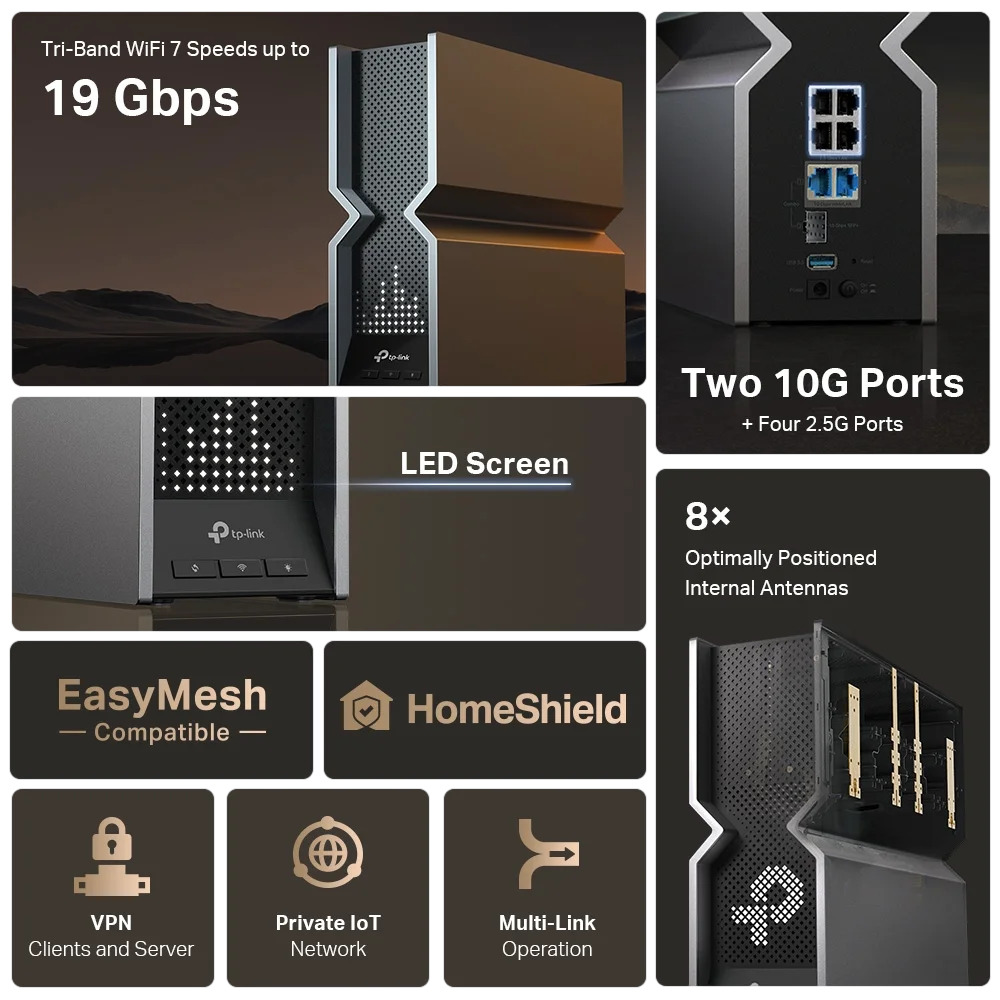 Tri-Band WiFi 7 Speeds up to
19 Gbps
tp-link
Two 10G Ports
+ Four 2.5G Ports
LED Screen
tp-link
8×
Optimally Positioned
Internal Antennas
EasyMesh
Compatible
HomeShield
VPN
Clients and Server
Private IoT
Network
Multi-Link
Operation